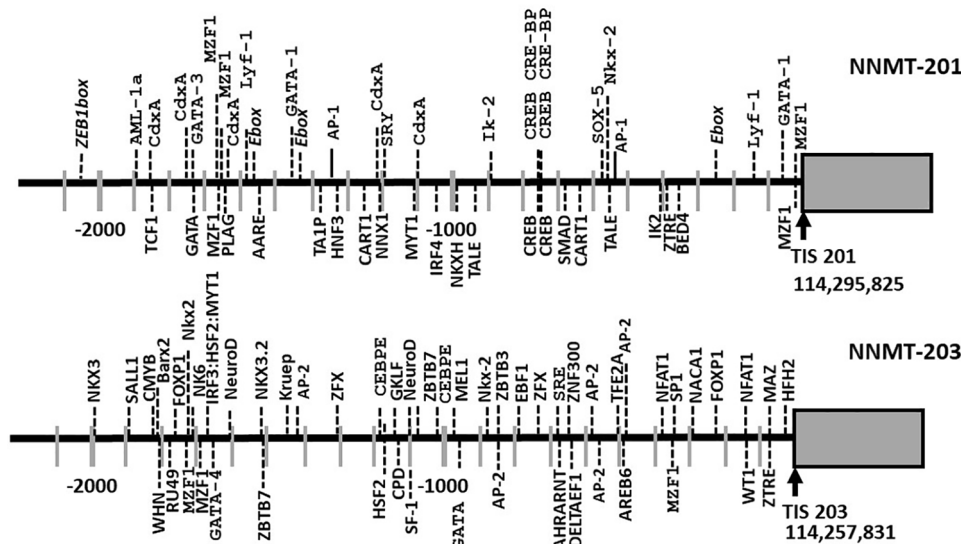 NNMT-201
ZEB1box
AML-1a
CdxA
CdxA
GATA-3
MZF1
MZF1
CdxA
Lyf-1
Ebox
GATA-1
Ebox
AP-1
CdxA
SRY
CdxA
Ik-2
CREB CRE-BP
CREB CRE-BP
SOX-5
Nkx-2
AP-1
Ebox
Lyf-1
GATA-1
MZF1
-2000
-1000
TCF1
GATA
MZF1
PLAG
AARE
TA1P
HNF3
CART1
NNX1
MYT1
IRF4
NKXH
TALE
CREB
CREB
SMAD
CART1
TALE
IK2
ZTRE
BED4
MZF1
TIS 201
114,295,825
NNMT-203
NKX3
SALL1
CMYB
Barx2
FOXP1
Nkx2
NK6
IRF3:HSF2:MYT1
NeuroD
NKX3.2
Kruep
AP-2
ZFX
CEBPE
GKLF
NeuroD
ZBTB7
CEBPE
MEL1
Nkx-2
ZBTB3
EBF1
ZFX
SRE
ZNF300
AP-2
TFE2A
AP-2
NFAT1
SP1
NACA1
FOXP1
NFAT1
MAZ
HFH2
-2000
-1000
WHN
RU49
MZF1
MZF1
GATA-4
ZBTB7
HSF2
CPD
SF-1
GATA
AP-2
AHRARNT
DELTAEF1
AP-2
AREB6
MZF1
WT1
ZTRE
TIS 203
114,257,831